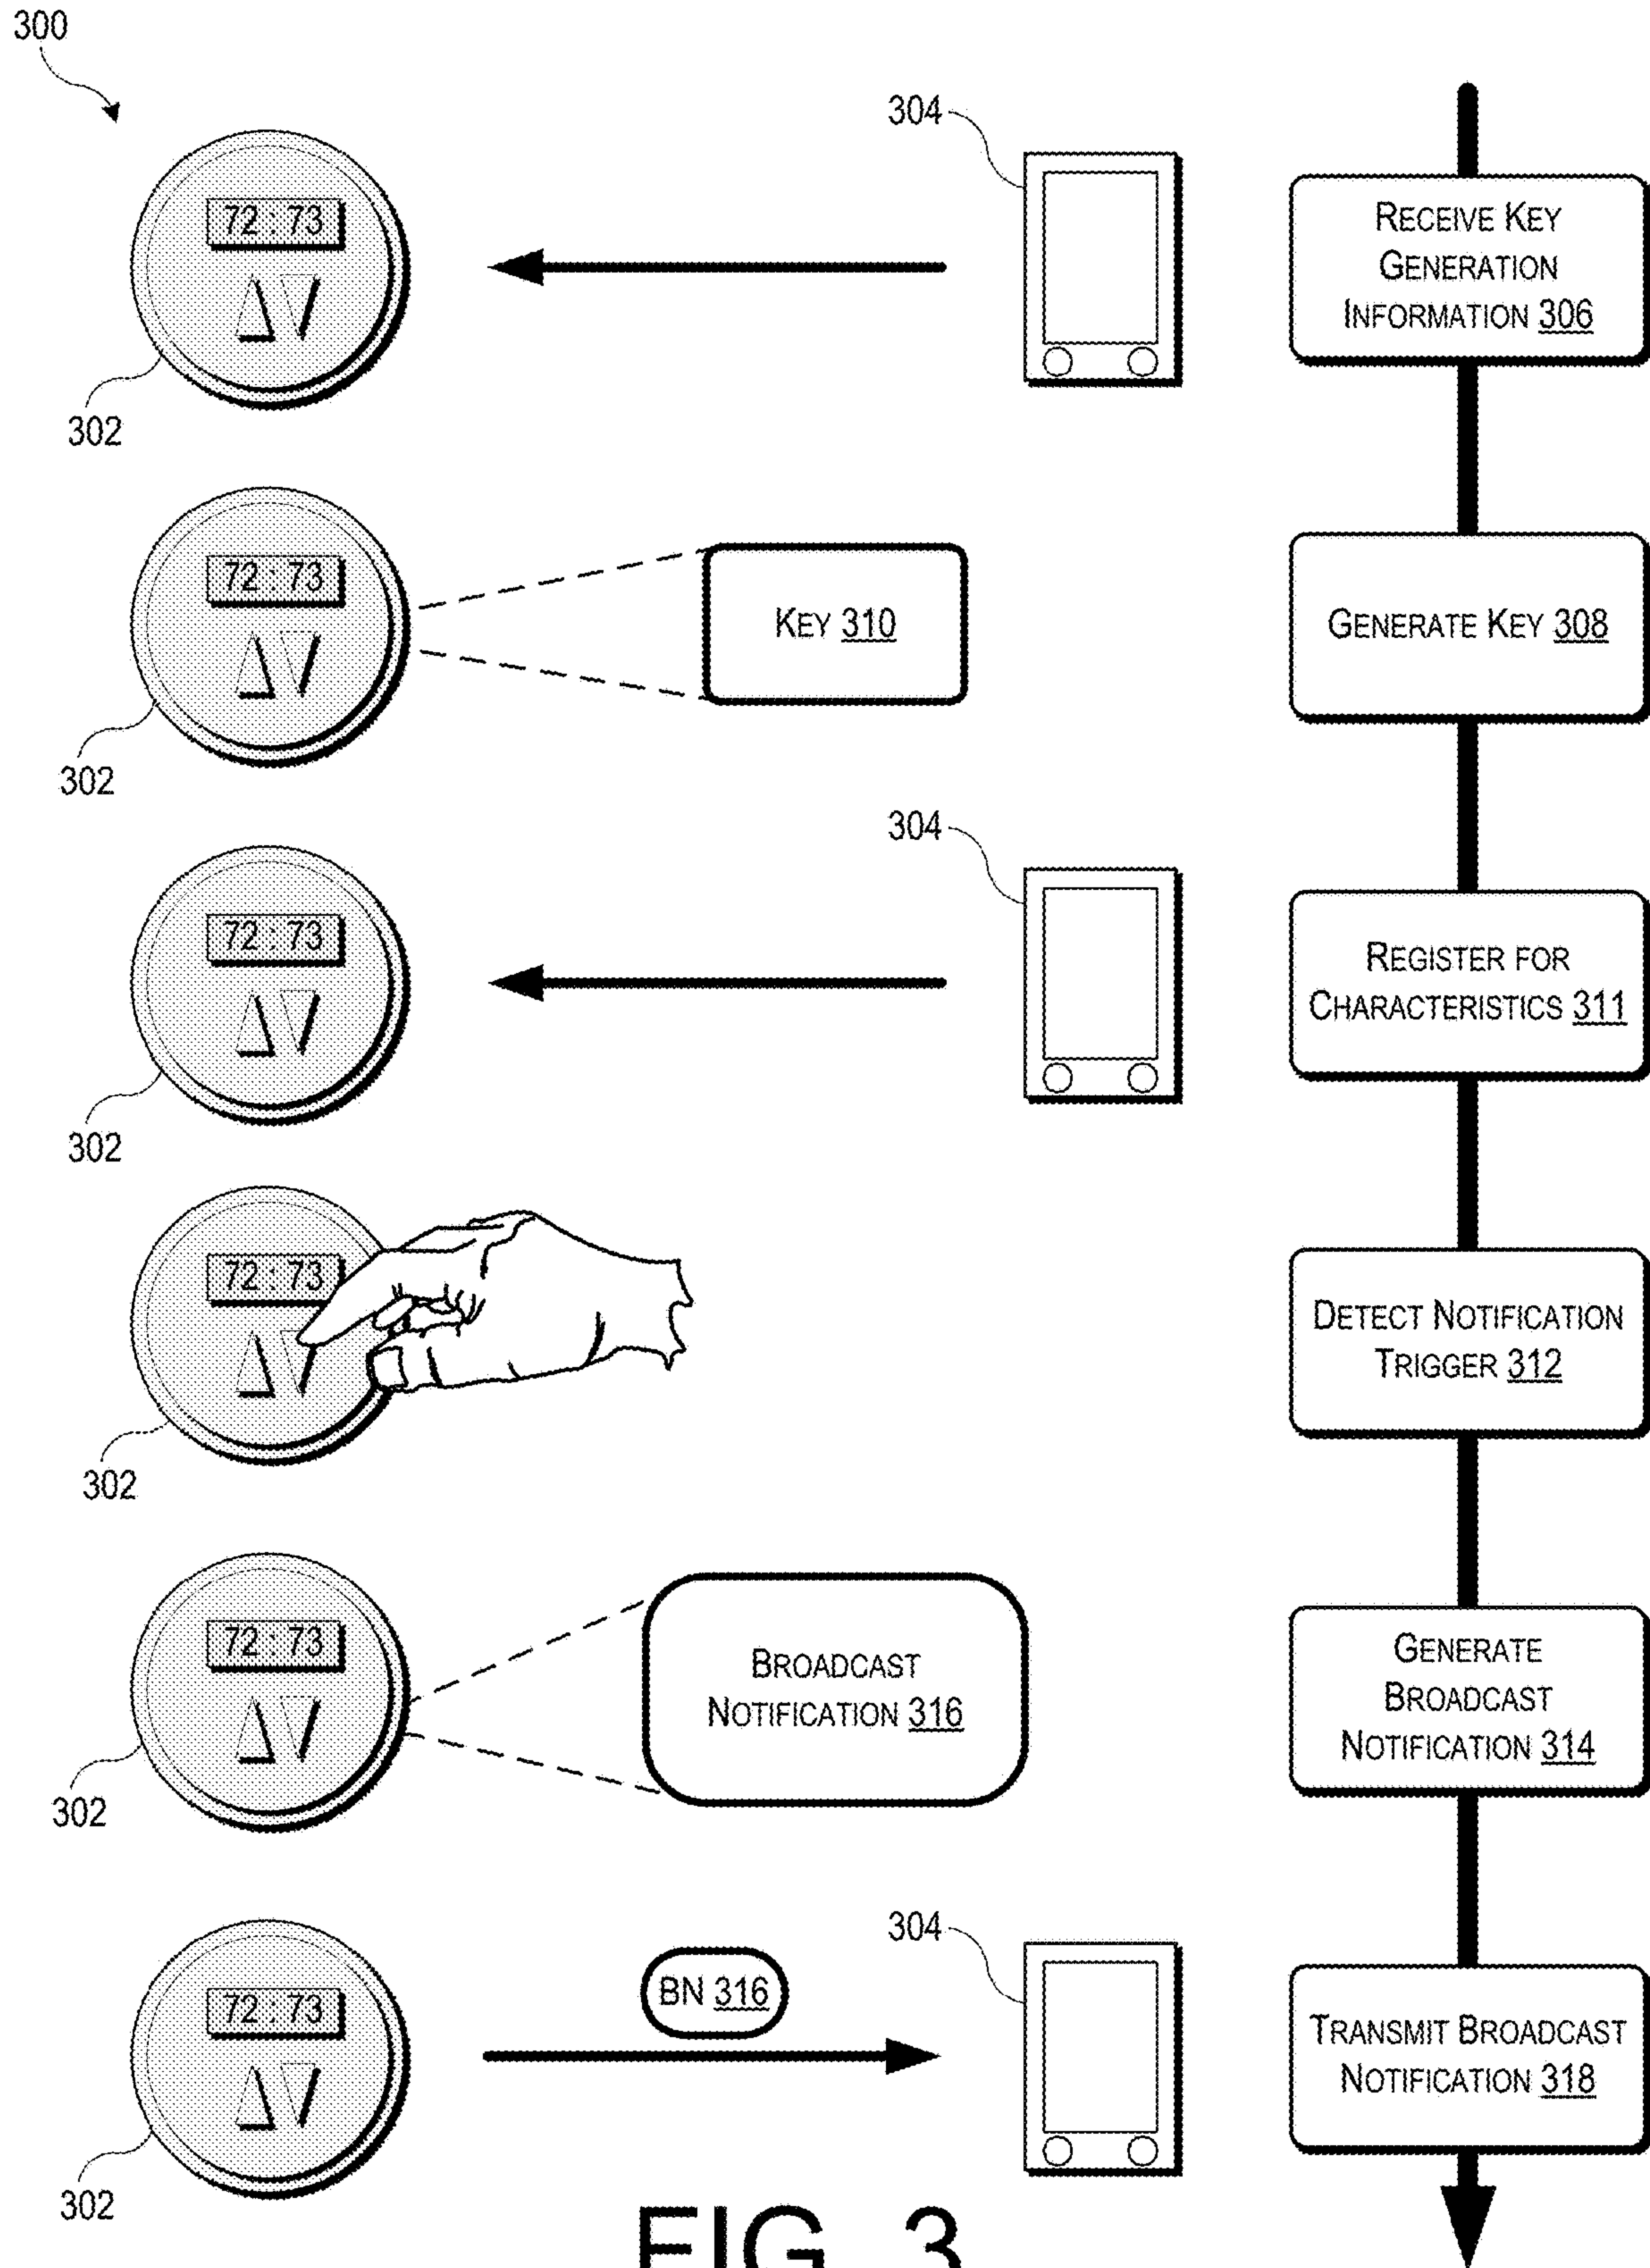 300
304
72 : 73
302
RECEIVE KEY
GENERATION
INFORMATION 306
72 : 73
302
KEY 310
GENERATE KEY 308
304
72 : 73
302
REGISTER FOR
CHARACTERISTICS 311
72 : 73
302
DETECT NOTIFICATION
TRIGGER 312
72 : 73
302
BROADCAST
NOTIFICATION 316
GENERATE
BROADCAST
NOTIFICATION 314
304
72 : 73
302
BN 316
TRANSMIT BROADCAST
NOTIFICATION 318
FIG. 3